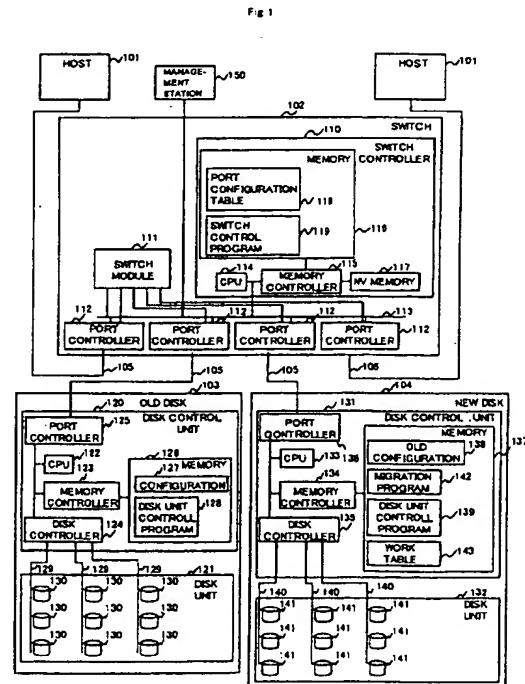 Fig 1
HOST
101
MANAGE-
MENT
STATION
150
HOST
101
102
SWITCH
110
SWITCH
CONTROLLER
MEMORY
PORT
CONFIGURATION
TABLE
118
SWITCH
CONTROL
PROGRAM
119
116
111
SWITCH
MODULE
114
CPU
115
MEMORY
CONTROLLER
117
NV MEMORY
113
112
PORT
CONTROLLER
112
PORT
CONTROLLER
112
PORT
CONTROLLER
112
PORT
CONTROLLER
105
105
105
103
OLD DISK
120
DISK CONTROL
UNIT
125
PORT
CONTROLLER
122
CPU
123
MEMORY
CONTROLLER
126
MEMORY
127
CONFIGURATION
DISK UNIT
CONTROLL
PROGRAM
128
124
DISK
CONTROLLER
129
129
129
121
DISK
UNIT
130
130
130
130
130
130
130
130
130
104
NEW DISK
131
DISK CONTROL UNIT
PORT
CONTROLLER
136
CPU
133
134
MEMORY
CONTROLLER
135
DISK
CONTROLLER
MEMORY
137
OLD
CONFIGURATION
138
MIGRATION
PROGRAM
142
DISK UNIT
CONTROLL
PROGRAM
139
WORK
TABLE
143
140
140
140
132
DISK
UNIT
141
141
141
141
141
141
141
141
141